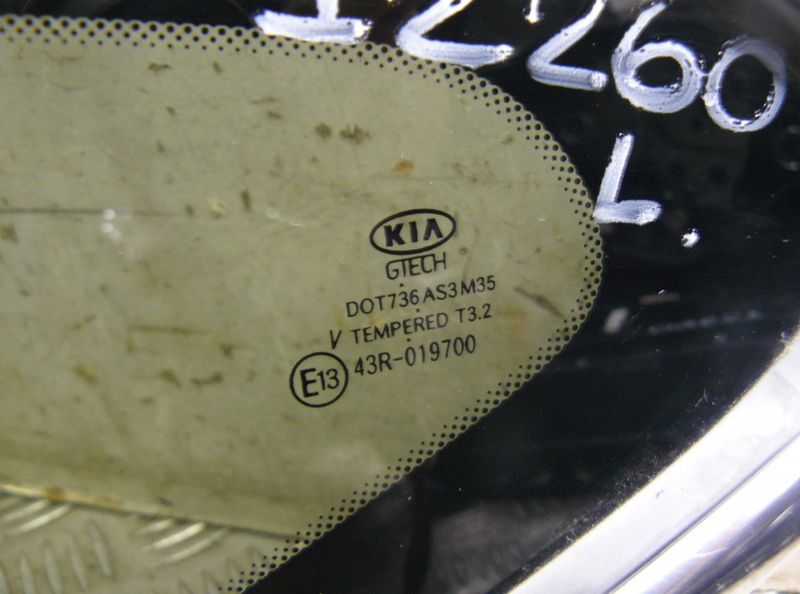 12260
L.
KIA
GTECH
DOT736 AS3 M35
V TEMPERED T3.2
E13 43R-019700